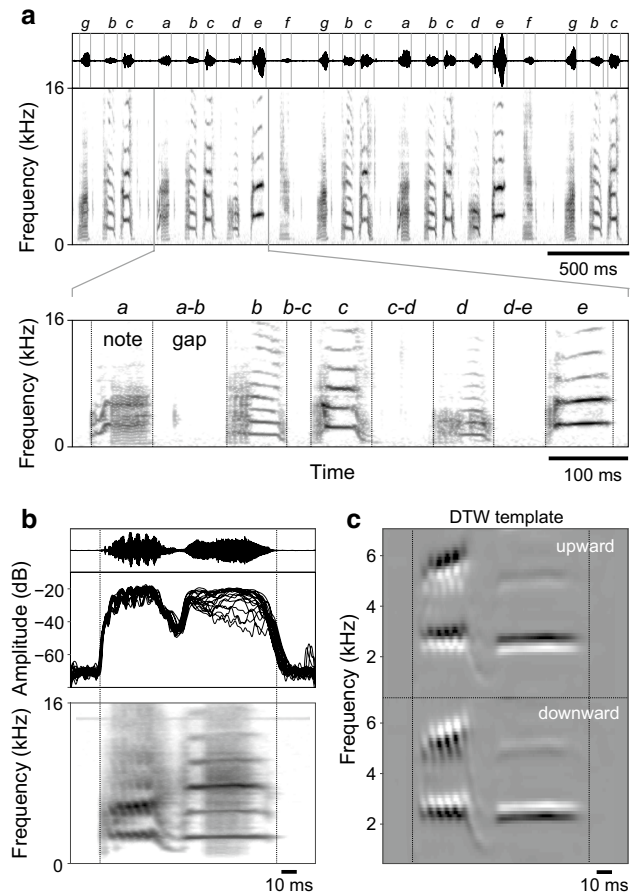 a
g b c a b c d e f g b c a b c d e f g b c
16
Frequency (kHz)
0
500 ms
a a-b b b-c c c-d d d-e e
16
note gap
Frequency (kHz)
0
Time
100 ms
b
Amplitude (dB)
−20
−40
−60
16
Frequency (kHz)
0
10 ms
c
DTW template
6
upward
4
2
Frequency (kHz)
downward
6
4
2
10 ms